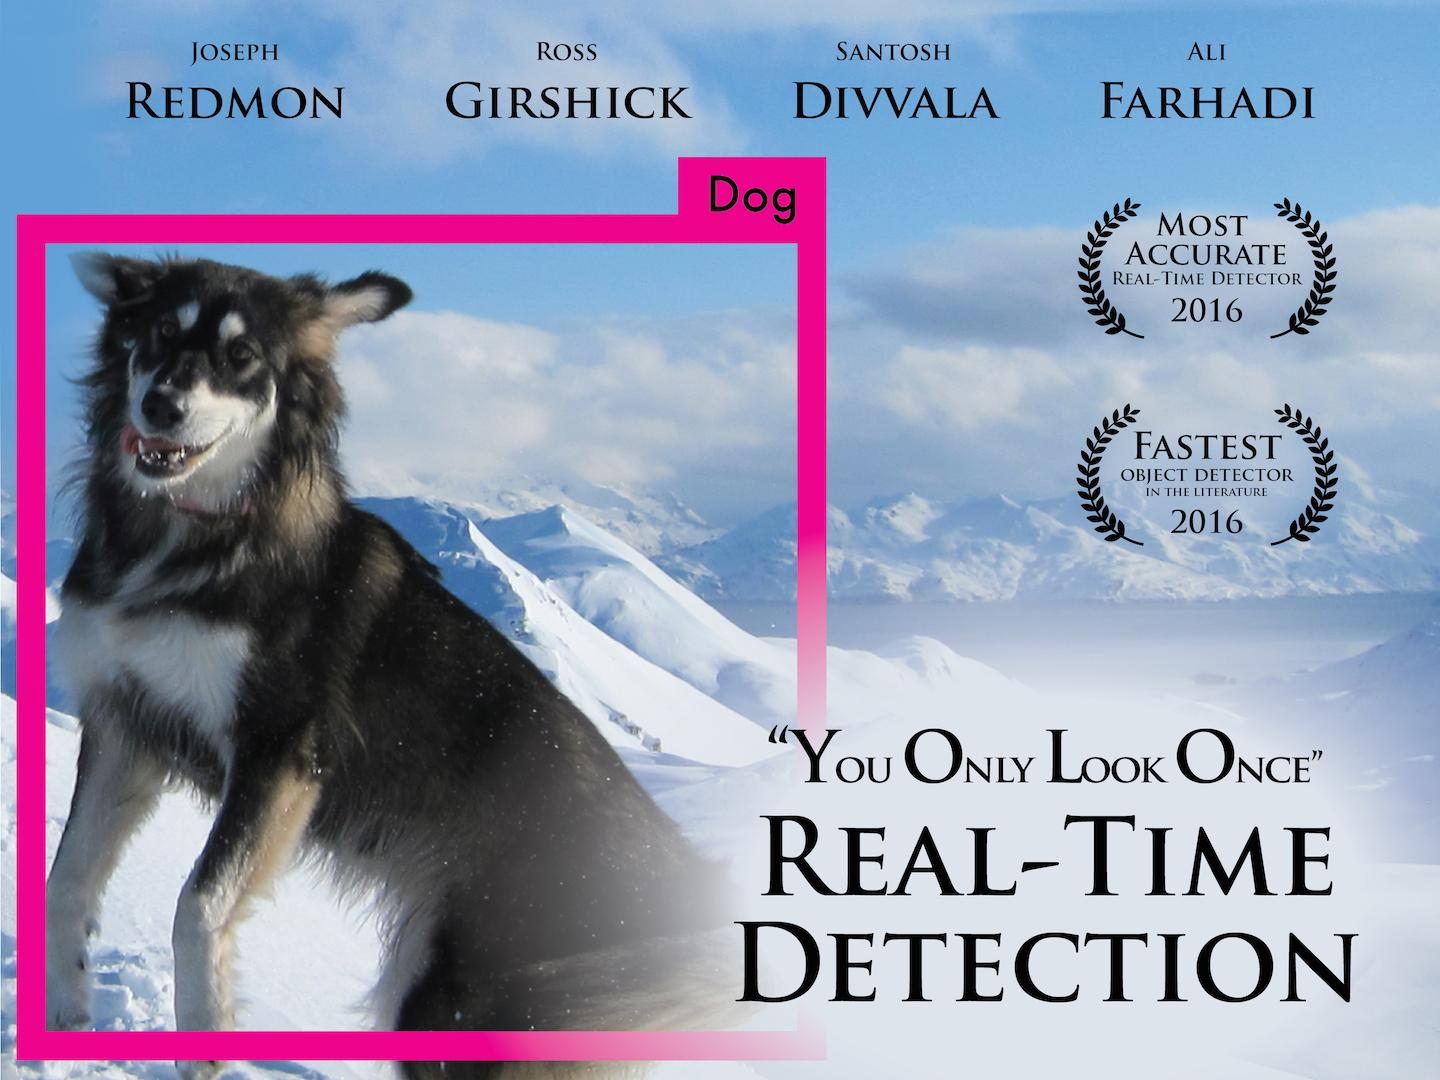 JOSEPH
REDMON
ROSS
GIRSHICK
SANTOSH
DIVVALA
ALI
FARHADI
Dog
MOST
ACCURATE
REAL-TIME DETECTOR
2016
FASTEST
OBJECT DETECTOR
IN THE LITERATURE
2016
“YOU ONLY LOOK ONCE”
REAL-TIME
DETECTION